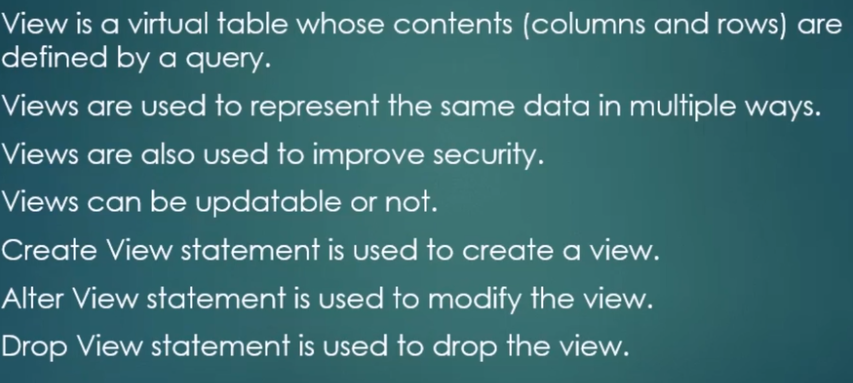 View is a virtual table whose contents (columns and rows) are
defined by a query.
Views are used to represent the same data in multiple ways.
Views are also used to improve security.
Views can be updatable or not.
Create View statement is used to create a view.
Alter View statement is used to modify the view.
Drop View statement is used to drop the view.